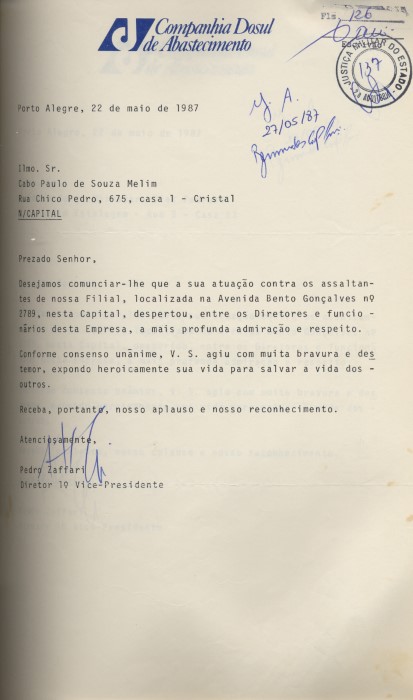 Companhia Dosul
de Abastecimento
Fls. 126
JUSTIÇA MILITAR DO ESTADO
137
Porto Alegre, 22 de maio de 1987
J. A.
27/05/87
Ilmo. Sr.
Cabo Paulo de Souza Melim
Rua Chico Pedro, 675, casa 1 - Cristal
N/CAPITAL
Prezado Senhor,
Desejamos comunciar-lhe que a sua atuação contra os assaltan-
tes de nossa Filial, localizada na Avenida Bento Gonçalves nº
2789, nesta Capital, despertou, entre os Diretores e funcio -
nários desta Empresa, a mais profunda admiração e respeito.
Conforme consenso unânime, V. S. agiu com muita bravura e des
temor, expondo heroicamente sua vida para salvar a vida dos -
outros.
Receba, portanto, nosso aplauso e nosso reconhecimento.
Atenciosamente,
Pedro Zaffari
Diretor 1º Vice-Presidente